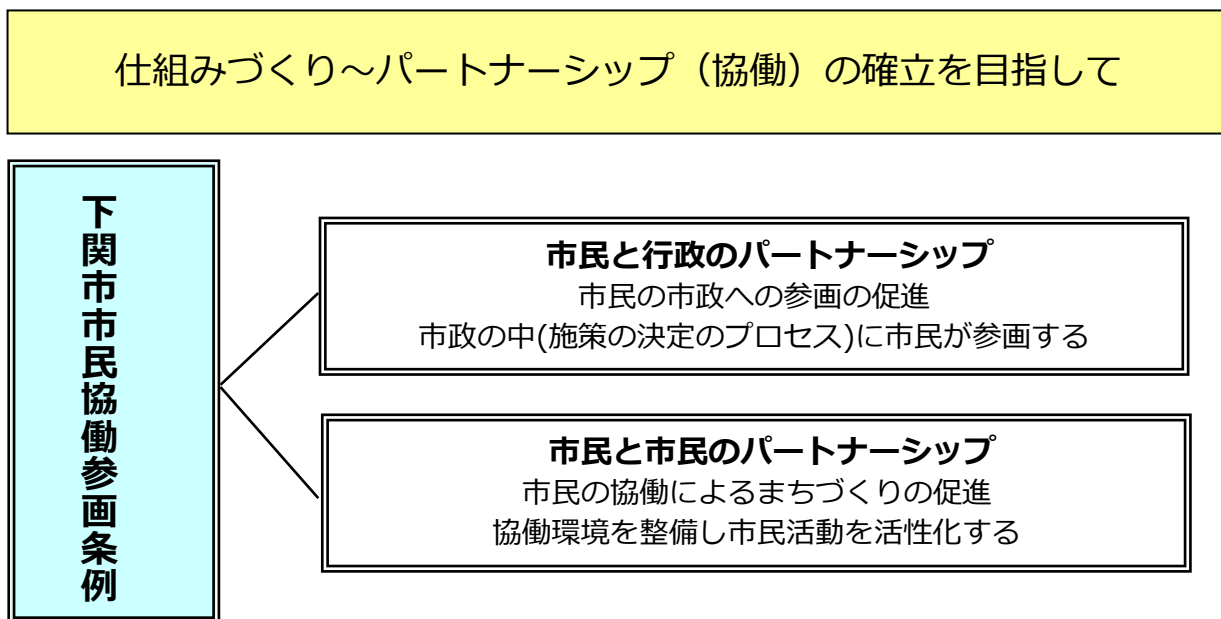 仕組みづくり～パートナーシップ（協働）の確立を目指して
下関市市民協働参画条例
市民と行政のパートナーシップ
市民の市政への参画の促進
市政の中(施策の決定のプロセス)に市民が参画する
市民と市民のパートナーシップ
市民の協働によるまちづくりの促進
協働環境を整備し市民活動を活性化する